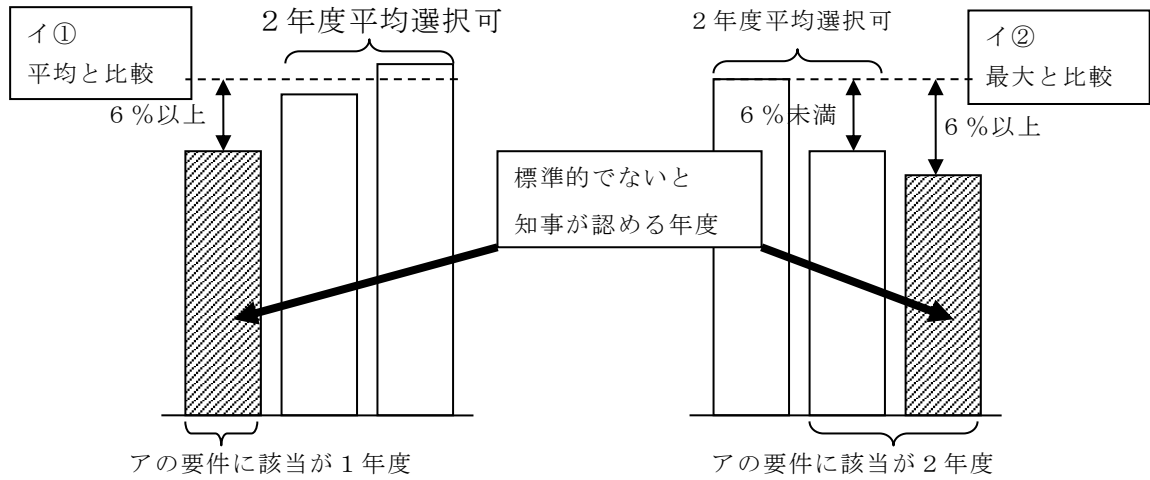 イ①
平均と比較
２年度平均選択可
６％以上
アの要件に該当が１年度
標準的でないと
知事が認める年度
２年度平均選択可
イ②
最大と比較
６％未満
６％以上
アの要件に該当が２年度